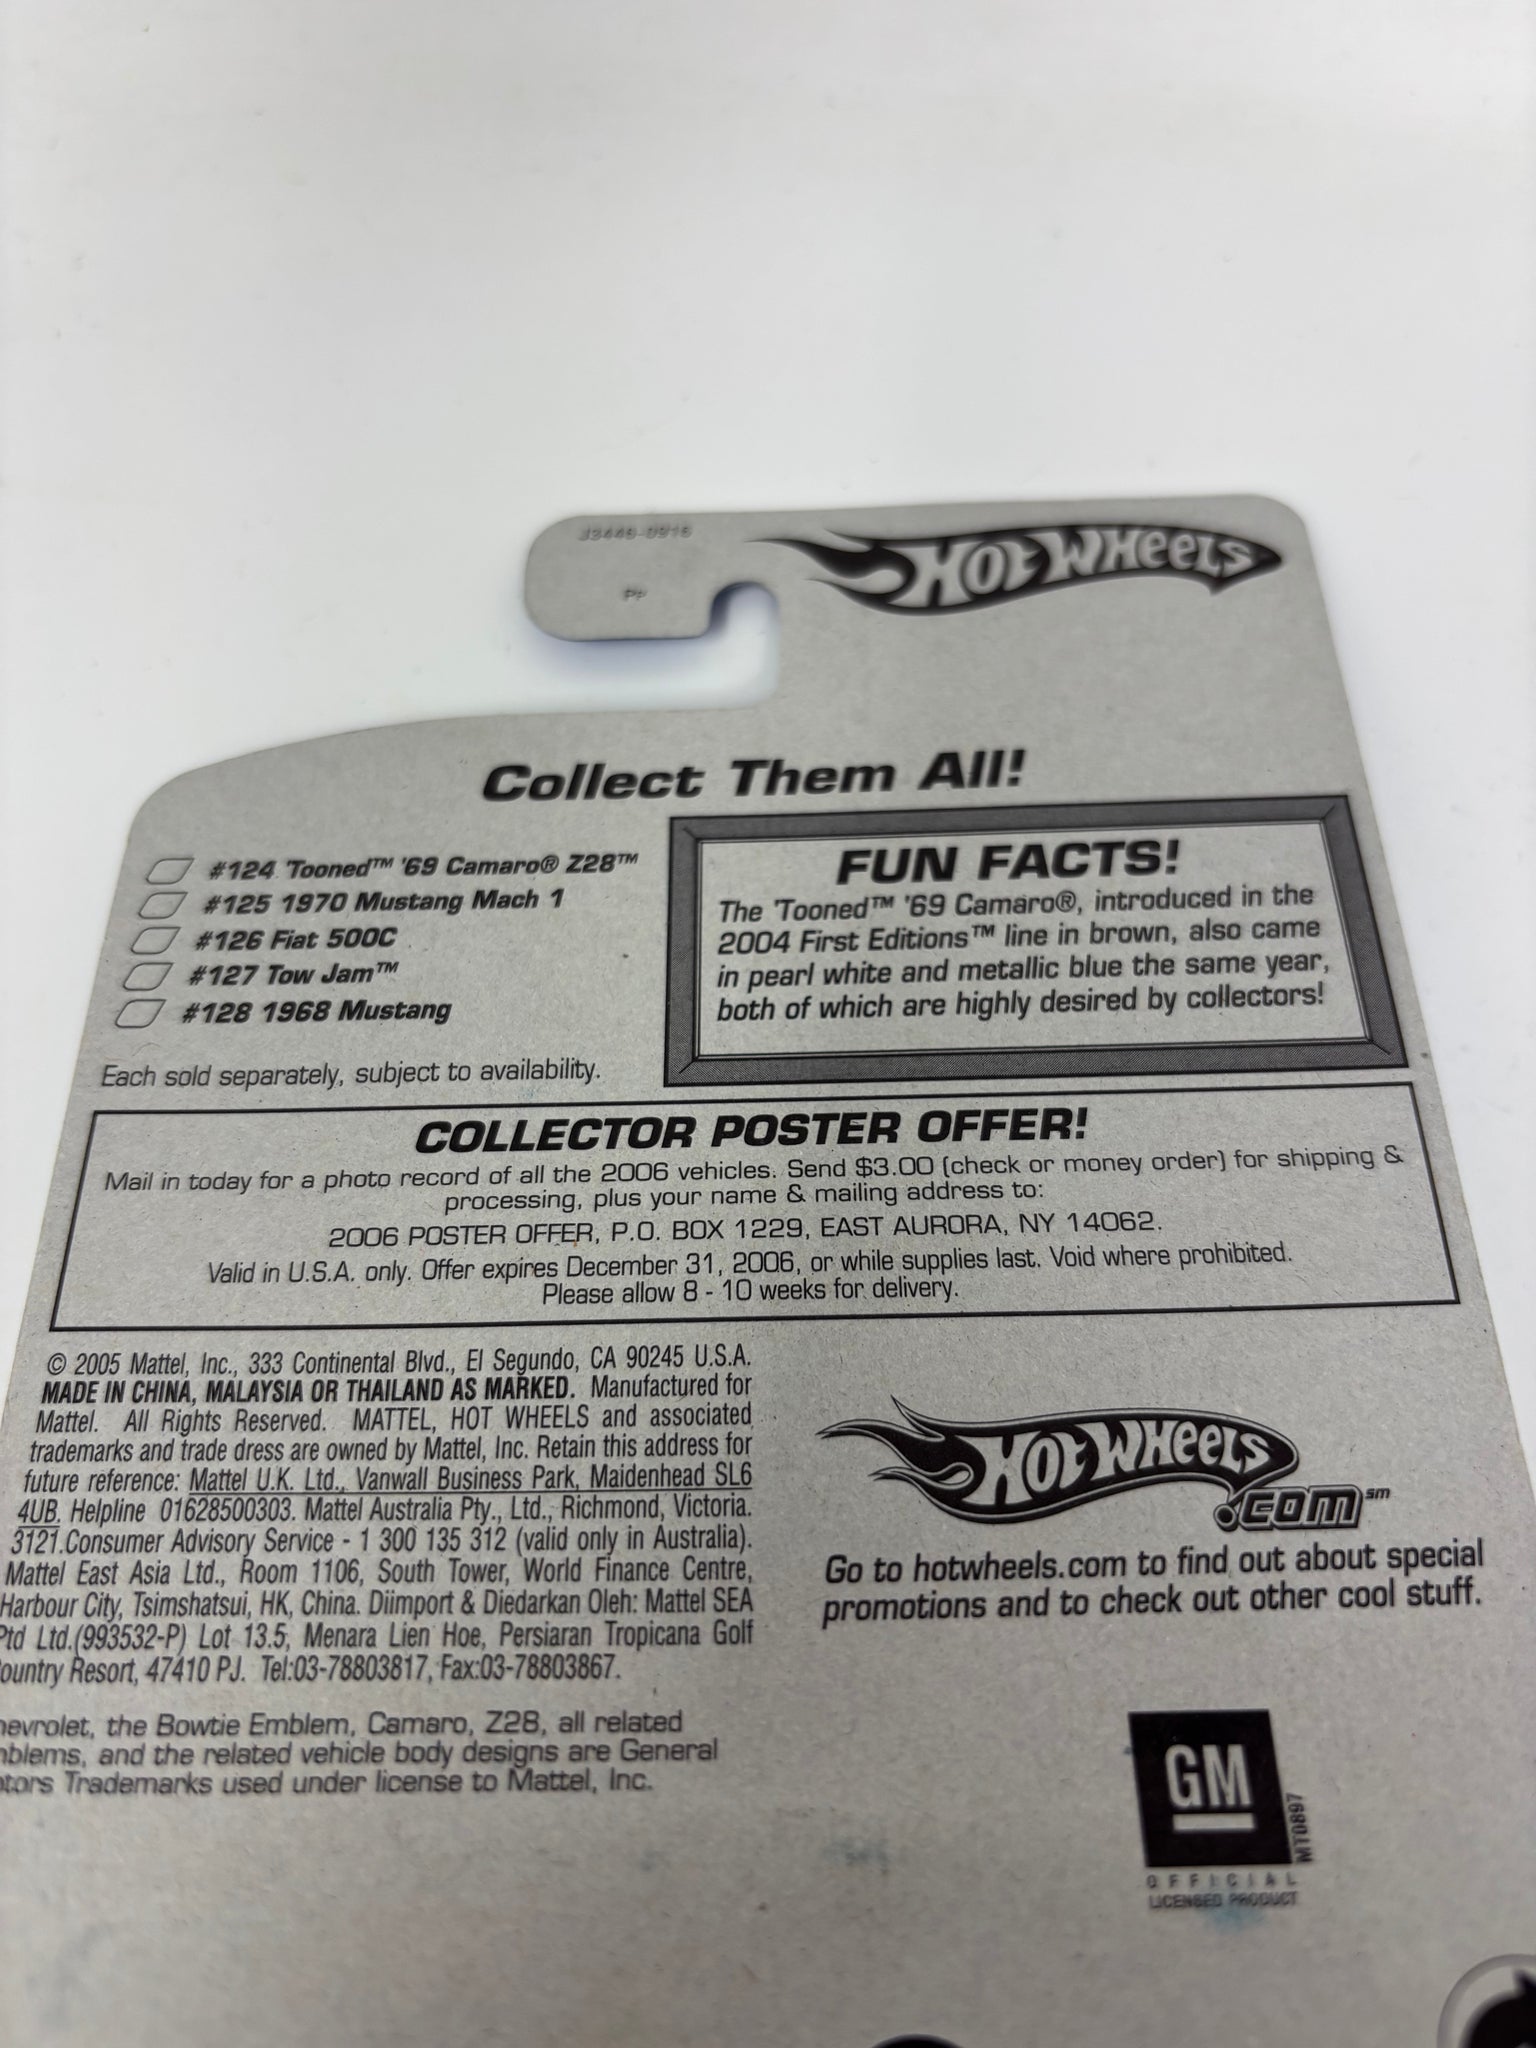 J3446-0916
HOT WHEELS
Collect Them All!
#124 'Tooned™ '69 Camaro® Z28™
#125 1970 Mustang Mach 1
#126 Fiat 500C
#127 Tow Jam™
#128 1968 Mustang
Each sold separately, subject to availability.
FUN FACTS!
The 'Tooned™ '69 Camaro®, introduced in the
2004 First Editions™ line in brown, also came
in pearl white and metallic blue the same year,
both of which are highly desired by collectors!
COLLECTOR POSTER OFFER!
Mail in today for a photo record of all the 2006 vehicles. Send $3.00 (check or money order) for shipping &
processing, plus your name & mailing address to:
2006 POSTER OFFER, P.O. BOX 1229, EAST AURORA, NY 14062.
Valid in U.S.A. only. Offer expires December 31, 2006, or while supplies last. Void where prohibited.
Please allow 8 - 10 weeks for delivery.
© 2005 Mattel, Inc., 333 Continental Blvd., El Segundo, CA 90245 U.S.A.
MADE IN CHINA, MALAYSIA OR THAILAND AS MARKED. Manufactured for
Mattel. All Rights Reserved. MATTEL, HOT WHEELS and associated
trademarks and trade dress are owned by Mattel, Inc. Retain this address for
future reference: Mattel U.K. Ltd., Vanwall Business Park, Maidenhead SL6
4UB. Helpline 01628500303. Mattel Australia Pty., Ltd., Richmond, Victoria.
3121.Consumer Advisory Service - 1 300 135 312 (valid only in Australia).
Mattel East Asia Ltd., Room 1106, South Tower, World Finance Centre,
Harbour City, Tsimshatsui, HK, China. Diimport & Diedarkan Oleh: Mattel SEA
Ptd Ltd.(993532-P) Lot 13.5, Menara Lien Hoe, Persiaran Tropicana Golf
ountry Resort, 47410 PJ. Tel:03-78803817, Fax:03-78803867.
hevrolet, the Bowtie Emblem, Camaro, Z28, all related
mblems, and the related vehicle body designs are General
otors Trademarks used under license to Mattel, Inc.
HOT WHEELS
.COM℠
Go to hotwheels.com to find out about special
promotions and to check out other cool stuff.
GM
MT0897
OFFICIAL
LICENSED PRODUCT